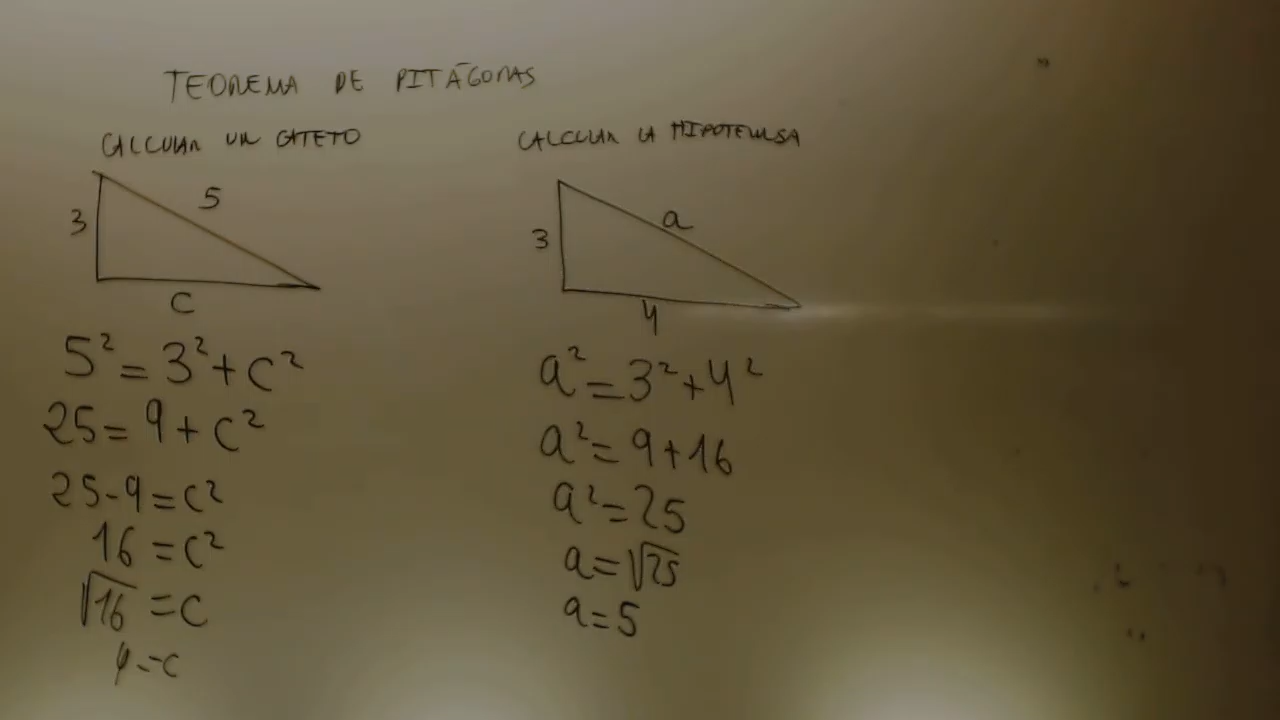 TEOREMA DE PITÁGORAS
CALCULAR UN CATETO
5
3
C
5² = 3² + C²
25 = 9 + C²
25 - 9 = C²
16 = C²
√16 = C
4 = C
CALCULAR LA HIPOTENUSA
a
3
4
a² = 3² + 4²
a² = 9 + 16
a² = 25
a = √25
a = 5